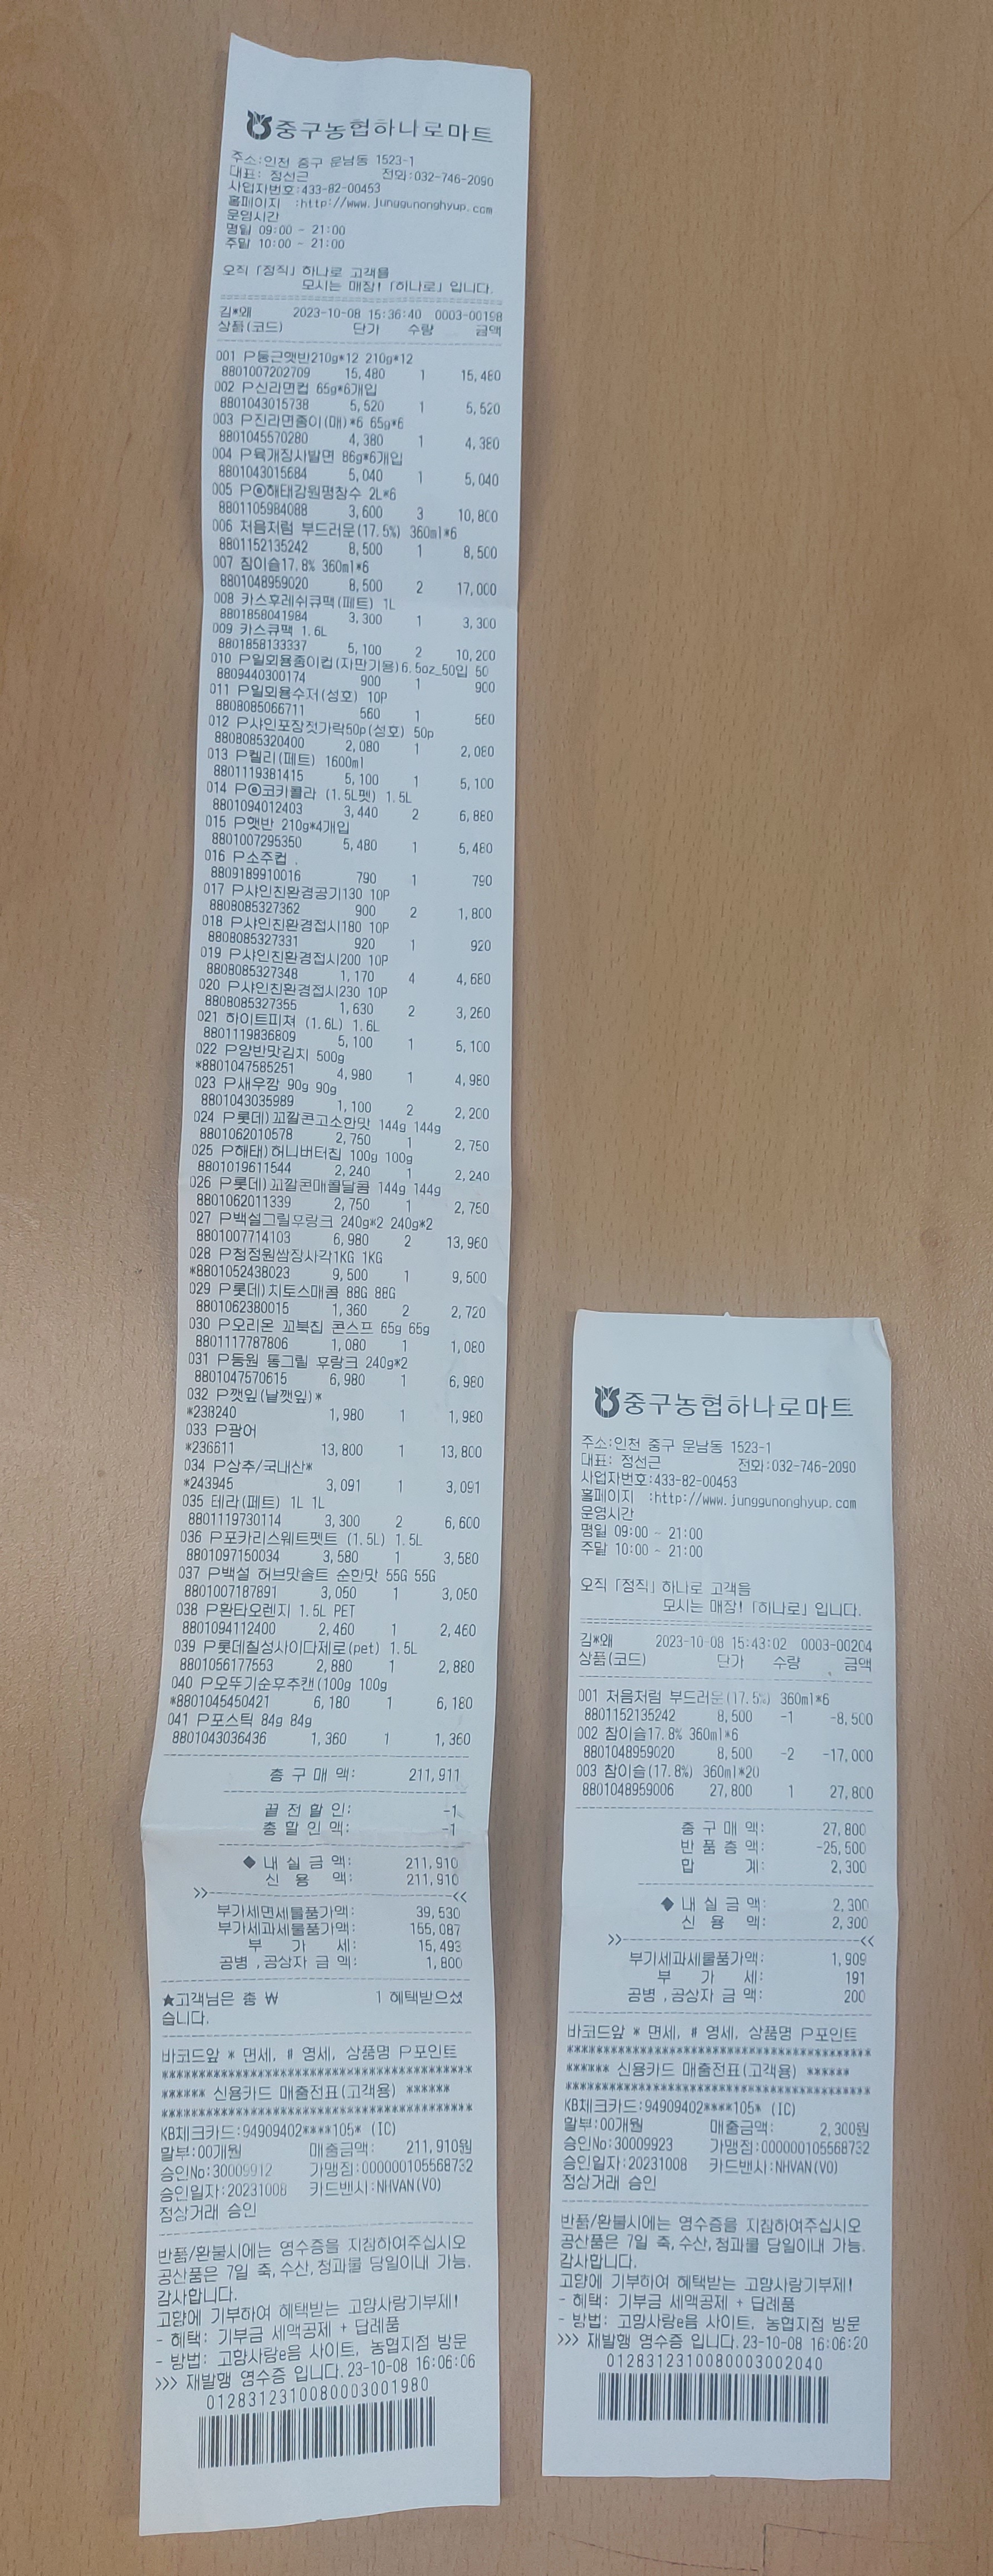 중구농협하나로마트
주소:인천 중구 운남동 1523-1
대표: 정선근 전화:032-746-2090
사업자번호:433-82-00453
홈페이지 :http://www.junggunonghyup.com
운영시간
평일 09:00 - 21:00
주말 10:00 - 21:00
오직「정직」하나로 고객을
모시는 매장!「하나로」입니다.
김*왜 2023-10-08 15:36:40 0003-00198
상품(코드) 단가 수량 금액
001 P둥근햇반210g*12 210g*12
8801007202709 15,480 1 15,480
002 P신라면컵 65g*6개입
8801043015738 5,520 1 5,520
003 P진라면종이(매)*6 65g*6
8801045570280 4,380 1 4,380
004 P육개장사발면 86g*6개입
8801043015684 5,040 1 5,040
005 Pⓐ해태강원평창수 2L*6
8801105984088 3,600 3 10,800
006 처음처럼 부드러운(17.5%) 360ml*6
8801152135242 8,500 1 8,500
007 참이슬17.8% 360ml*6
8801048959020 8,500 2 17,000
008 카스후레쉬큐팩(페트) 1L
8801858041984 3,300 1 3,300
009 카스큐팩 1.6L
8801858133337 5,100 2 10,200
010 P일회용종이컵(자판기용)6.5oz_50입 50
8809440300174 900 1 900
011 P일회용수저(성호) 10P
8808085066711 560 1 560
012 P샤인포장젓가락50p(성호) 50p
8808085320400 2,080 1 2,080
013 P켈리(페트) 1600ml
8801119381415 5,100 1 5,100
014 Pⓐ코카콜라 (1.5L펫) 1.5L
8801094012403 3,440 2 6,880
015 P햇반 210g*4개입
8801007295350 5,480 1 5,480
016 P소주컵 .
8809189910016 790 1 790
017 P샤인친환경공기130 10P
8808085327362 900 2 1,800
018 P샤인친환경접시180 10P
8808085327331 920 1 920
019 P샤인친환경접시200 10P
8808085327348 1,170 4 4,680
020 P샤인친환경접시230 10P
8808085327355 1,630 2 3,260
021 하이트피쳐 (1.6L) 1.6L
8801119836809 5,100 1 5,100
022 P양반맛김치 500g
*8801047585251 4,980 1 4,980
023 P새우깡 90g 90g
8801043035989 1,100 2 2,200
024 P롯데)꼬깔콘고소한맛 144g 144g
8801062010578 2,750 1 2,750
025 P해태)허니버터칩 100g 100g
8801019611544 2,240 1 2,240
026 P롯데)꼬깔콘매콤달콤 144g 144g
8801062011339 2,750 1 2,750
027 P백설그릴후랑크 240g*2 240g*2
8801007714103 6,980 2 13,960
028 P청정원쌈장사각1KG 1KG
*8801052438023 9,500 1 9,500
029 P롯데)치토스매콤 88G 88G
8801062380015 1,360 2 2,720
030 P오리온 꼬북칩 콘스프 65g 65g
8801117787806 1,080 1 1,080
031 P동원 통그릴 후랑크 240g*2
8801047570615 6,980 1 6,980
032 P깻잎(낱깻잎)*
*238240 1,980 1 1,980
033 P광어
*236611 13,800 1 13,800
034 P상추/국내산*
*243945 3,091 1 3,091
035 테라(페트) 1L 1L
8801119730114 3,300 2 6,600
036 P포카리스웨트펫트 (1.5L) 1.5L
8801097150034 3,580 1 3,580
037 P백설 허브맛솔트 순한맛 55G 55G
8801007187891 3,050 1 3,050
038 P환타오렌지 1.5L PET
8801094112400 2,460 1 2,460
039 P롯데칠성사이다제로(pet) 1.5L
8801056177553 2,880 1 2,880
040 P오뚜기순후추캔(100g 100g
*8801045450421 6,180 1 6,180
041 P포스틱 84g 84g
8801043036436 1,360 1 1,360
총 구 매 액: 211,911
끝 전 할 인: -1
총 할 인 액: -1
◆ 내 실 금 액: 211,910
신 용 액: 211,910
>>--<<
부가세면세물품가액: 39,530
부가세과세물품가액: 155,087
부 가 세: 15,493
공병 ,공상자 금 액: 1,800
★고객님은 총 ₩ 1 혜택받으셨
습니다.
바코드앞 * 면세, # 영세, 상품명 P포인트
****** 신용카드 매출전표(고객용) ******
KB체크카드:94909402****105* (IC)
할부:00개월 매출금액: 211,910원
승인No:30009912 가맹점:000000105568732
승인일자:20231008 카드밴사:NHVAN(VO)
정상거래 승인
반품/환불시에는 영수증을 지참하여주십시오
공산품은 7일 축,수산,청과물 당일이내 가능.
감사합니다.
고향에 기부하여 혜택받는 고향사랑기부제!
- 혜택: 기부금 세액공제 + 답례품
- 방법: 고향사랑e음 사이트, 농협지점 방문
>>> 재발행 영수증 입니다.23-10-08 16:06:06
0128312310080003001980
중구농협하나로마트
주소:인천 중구 운남동 1523-1
대표: 정선근 전화:032-746-2090
사업자번호:433-82-00453
홈페이지 :http://www.junggunonghyup.com
운영시간
평일 09:00 ~ 21:00
주말 10:00 ~ 21:00
오직「정직」하나로 고객을
모시는 매장!「하나로」입니다.
김*왜 2023-10-08 15:43:02 0003-00204
상품(코드) 단가 수량 금액
001 처음처럼 부드러운(17.5%) 360ml*6
8801152135242 8,500 -1 -8,500
002 참이슬17.8% 360ml*6
8801048959020 8,500 -2 -17,000
003 참이슬(17.8%) 360ml*20
8801048959006 27,800 1 27,800
총 구 매 액: 27,800
반 품 총 액: -25,500
합 계: 2,300
◆ 내 실 금 액: 2,300
신 용 액: 2,300
>>--<<
부가세과세물품가액: 1,909
부 가 세: 191
공병 ,공상자 금 액: 200
바코드앞 * 면세, # 영세, 상품명 P포인트
****** 신용카드 매출전표(고객용) ******
KB체크카드:94909402****105* (IC)
할부:00개월 매출금액: 2,300원
승인No:30009923 가맹점:000000105568732
승인일자:20231008 카드밴사:NHVAN(VO)
정상거래 승인
반품/환불시에는 영수증을 지참하여주십시오
공산품은 7일 축,수산,청과물 당일이내 가능.
감사합니다.
고향에 기부하여 혜택받는 고향사랑기부제!
- 혜택: 기부금 세액공제 + 답례품
- 방법: 고향사랑e음 사이트, 농협지점 방문
>>> 재발행 영수증 입니다.23-10-08 16:06:20
01283123100800030020​40